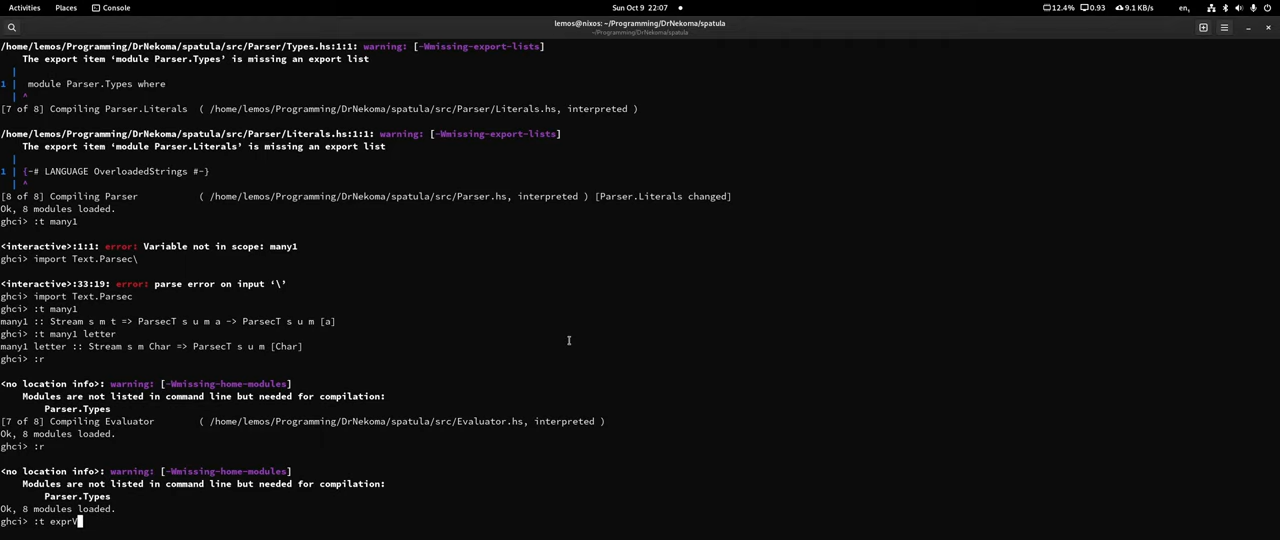 Activities Places Console Sun Oct 9 22:07 12.4% 0.93 9.1 KB/s en,
lemos@nixos: ~/Programming/DrNekoma/spatula
~/Programming/DrNekoma/spatula
/home/lemos/Programming/DrNekoma/spatula/src/Parser/Types.hs:1:1: warning: [-Wmissing-export-lists]
The export item ‘module Parser.Types’ is missing an export list
|
1 | module Parser.Types where
| ^
[7 of 8] Compiling Parser.Literals ( /home/lemos/Programming/DrNekoma/spatula/src/Parser/Literals.hs, interpreted )
/home/lemos/Programming/DrNekoma/spatula/src/Parser/Literals.hs:1:1: warning: [-Wmissing-export-lists]
The export item ‘module Parser.Literals’ is missing an export list
|
1 | {-# LANGUAGE OverloadedStrings #-}
| ^
[8 of 8] Compiling Parser ( /home/lemos/Programming/DrNekoma/spatula/src/Parser.hs, interpreted ) [Parser.Literals changed]
Ok, 8 modules loaded.
ghci> :t many1
<interactive>:1:1: error: Variable not in scope: many1
ghci> import Text.Parsec\
<interactive>:33:19: error: parse error on input ‘\’
ghci> import Text.Parsec
ghci> :t many1
many1 :: Stream s m t => ParsecT s u m a -> ParsecT s u m [a]
ghci> :t many1 letter
many1 letter :: Stream s m Char => ParsecT s u m [Char]
ghci> :r
<no location info>: warning: [-Wmissing-home-modules]
Modules are not listed in command line but needed for compilation:
Parser.Types
[7 of 8] Compiling Evaluator ( /home/lemos/Programming/DrNekoma/spatula/src/Evaluator.hs, interpreted )
Ok, 8 modules loaded.
ghci> :r
<no location info>: warning: [-Wmissing-home-modules]
Modules are not listed in command line but needed for compilation:
Parser.Types
Ok, 8 modules loaded.
ghci> :t exprV